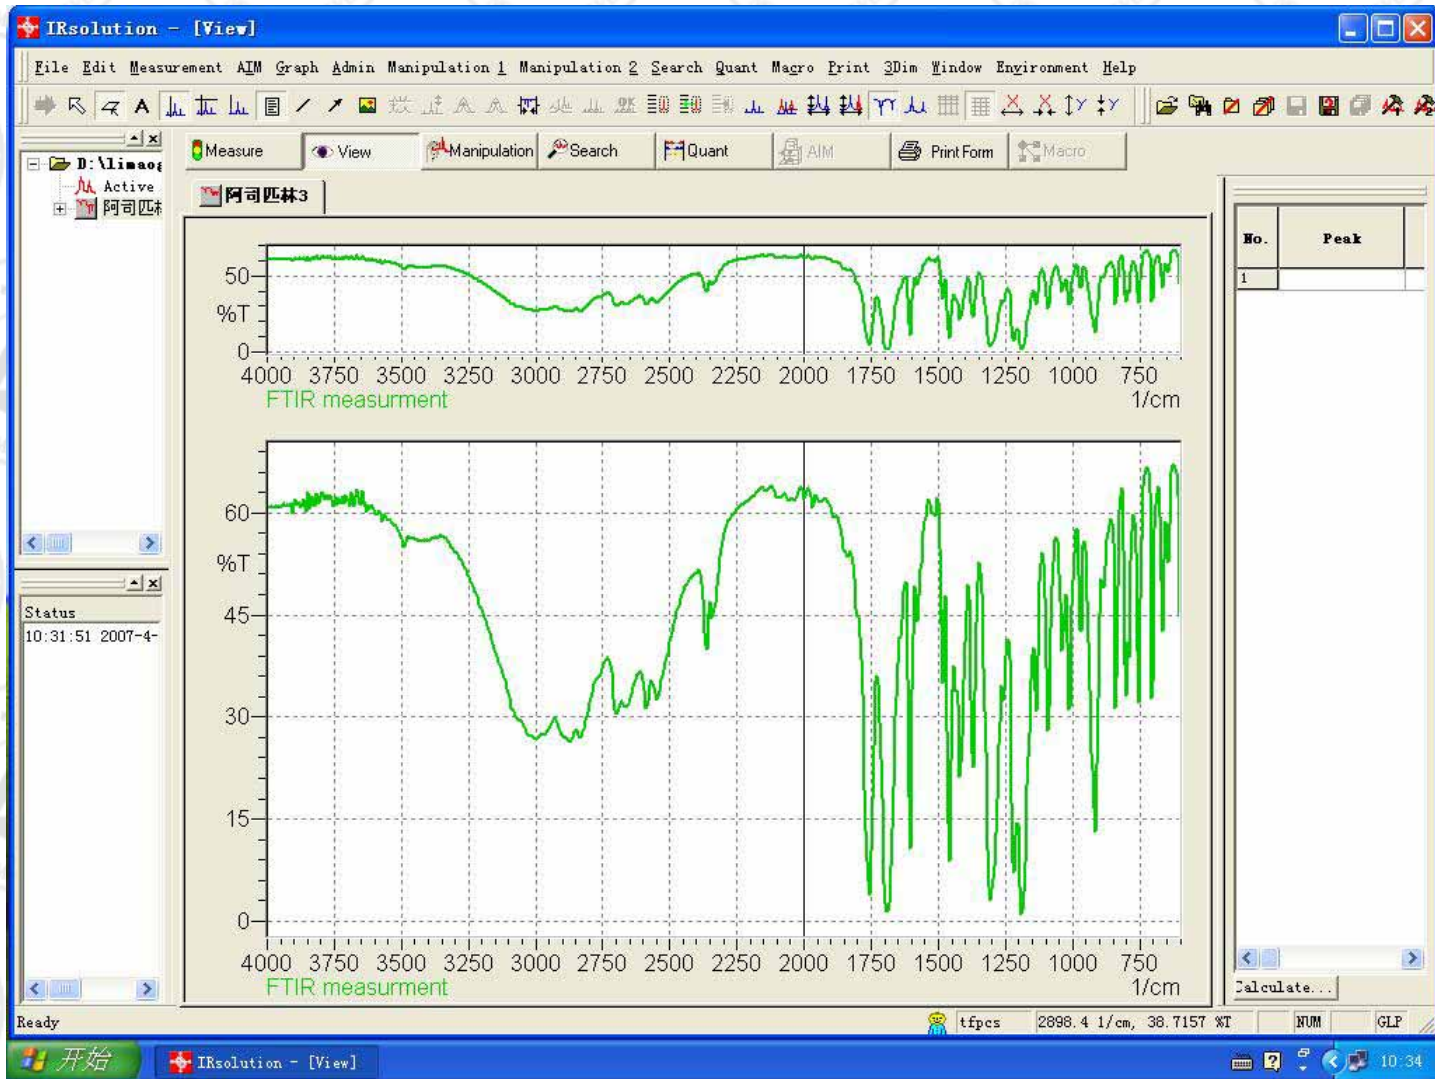 IRsolution - [View]
File Edit Measurement AIM Graph Admin Manipulation 1 Manipulation 2 Search Quant Macro Print 3Dim Window Environment Help
D:\limaog
Active
阿司匹林
Measure View Manipulation Search Quant AIM Print Form Macro
阿司匹林3
50
%T
0
4000 3750 3500 3250 3000 2750 2500 2250 2000 1750 1500 1250 1000 750
FTIR measurment 1/cm
60
%T
45
30
15
0
4000 3750 3500 3250 3000 2750 2500 2250 2000 1750 1500 1250 1000 750
FTIR measurment 1/cm
No. Peak
1
Calculate...
Status
10:31:51 2007-4-
Ready tfpcs 2898.4 1/cm, 38.7157 %T NUM GLP
开始 IRsolution - [View] 10:34